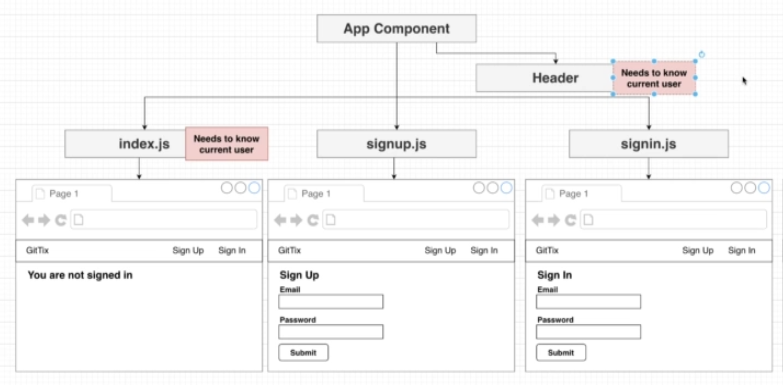 App Component
Header
Needs to know
current user
index.js
Needs to know
current user
signup.js
signin.js
Page 1
Page 1
Page 1
GitTix
Sign Up
Sign In
GitTix
Sign Up
Sign In
GitTix
Sign Up
Sign In
You are not signed in
Sign Up
Email
Password
Submit
Sign In
Email
Password
Submit